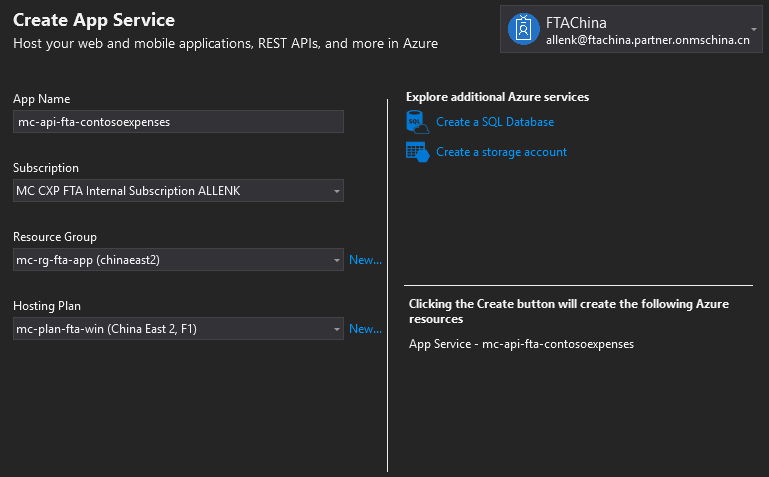 Create App Service
Host your web and mobile applications, REST APIs, and more in Azure
FTAChina
allenk@ftachina.partner.onmschina.cn
App Name
mc-api-fta-contosoexpenses
Subscription
MC CXP FTA Internal Subscription ALLENK
Resource Group
mc-rg-fta-app (chinaeast2)
New...
Hosting Plan
mc-plan-fta-win (China East 2, F1)
New...
Explore additional Azure services
SQL
Create a SQL Database
Create a storage account
Clicking the Create button will create the following Azure
resources
App Service - mc-api-fta-contosoexpenses